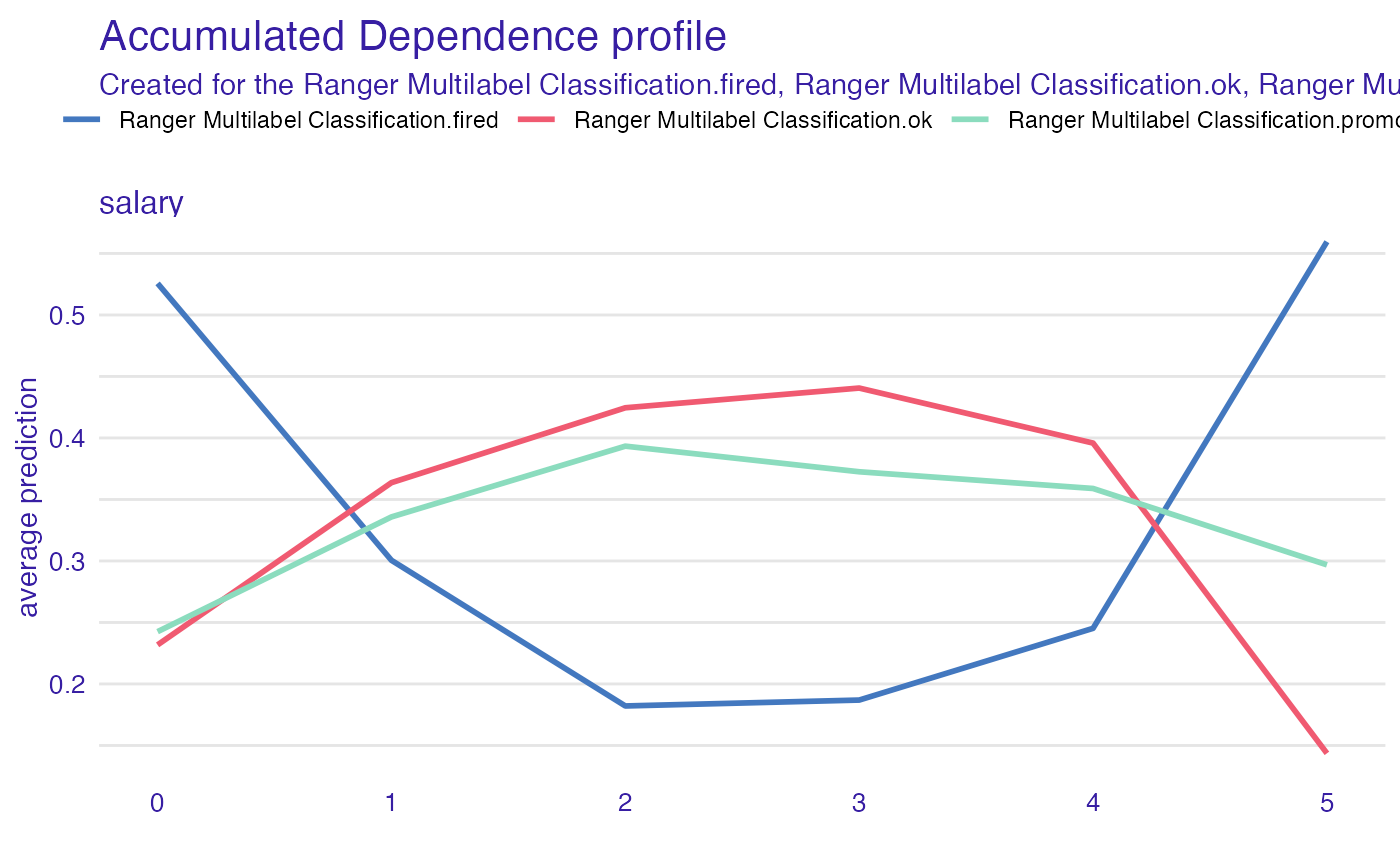 Accumulated Dependence profile
Created for the Ranger Multilabel Classification.fired, Ranger Multilabel Classification.ok, Ranger Mu
Ranger Multilabel Classification.fired Ranger Multilabel Classification.ok Ranger Multilabel Classification.promo
salary
average prediction
0.5
0.4
0.3
0.2
0 1 2 3 4 5